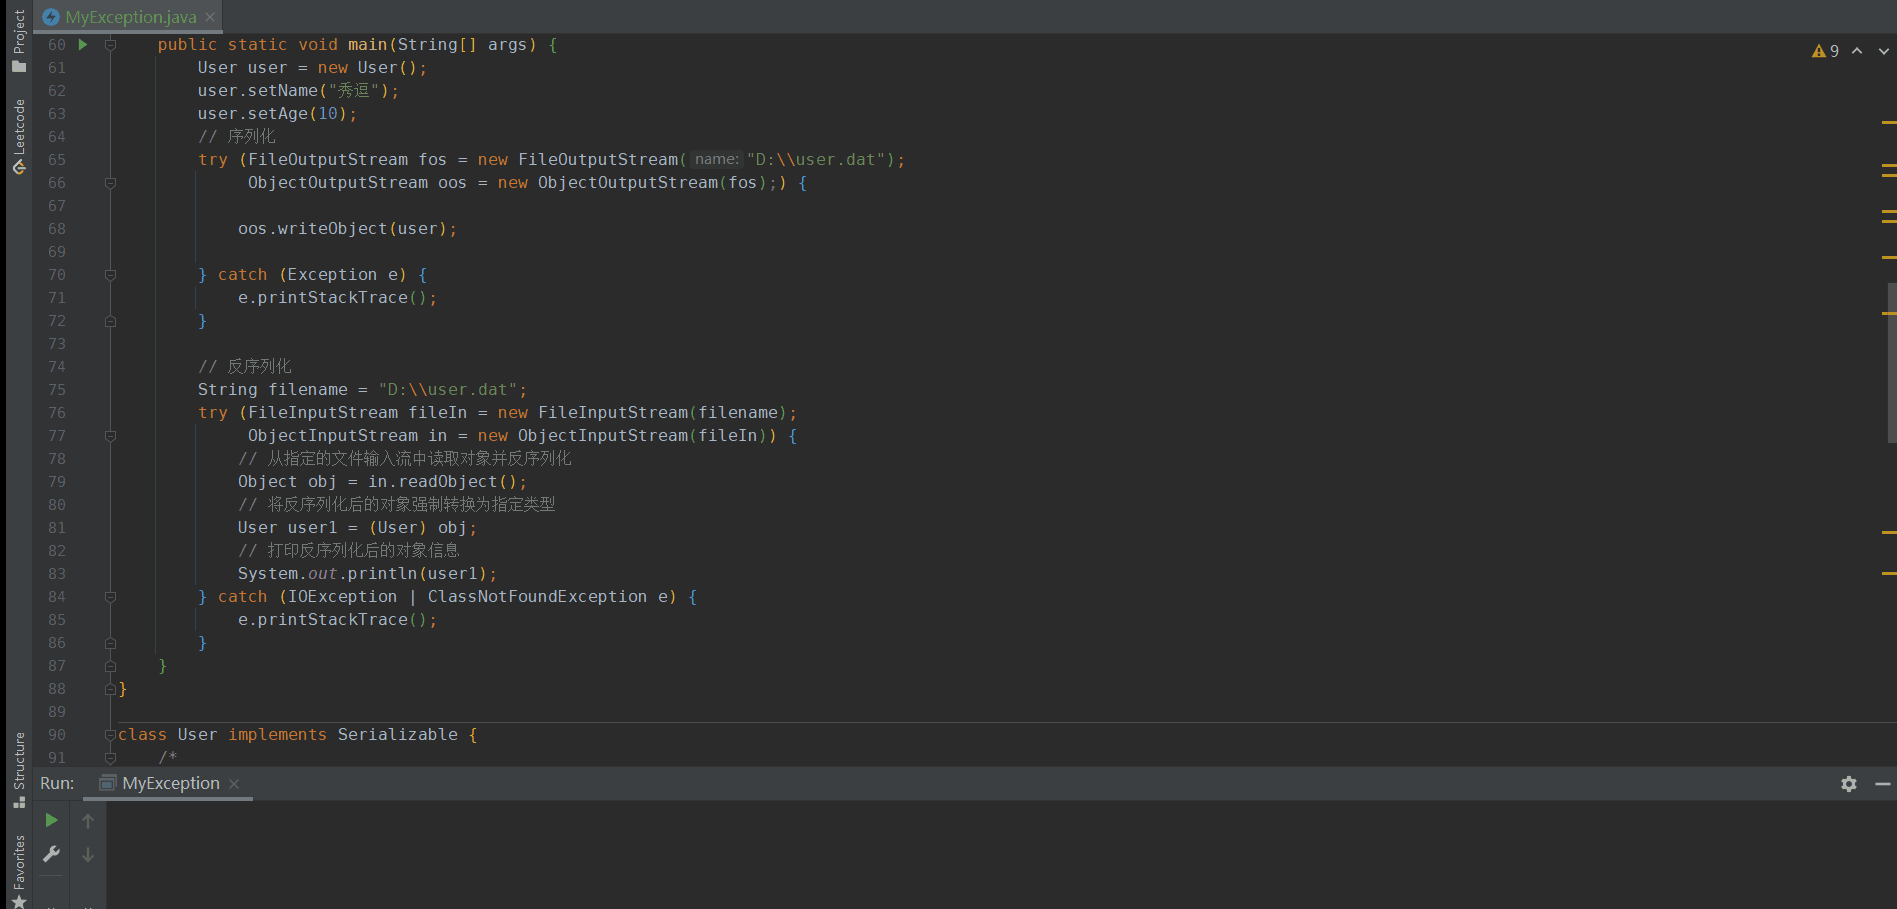 Project
Leetcode
Structure
Favorites
MyException.java
9
60 public static void main(String[] args) {
61 User user = new User();
62 user.setName("秀逗");
63 user.setAge(10);
64 // 序列化
65 try (FileOutputStream fos = new FileOutputStream( name: "D:\\user.dat");
66 ObjectOutputStream oos = new ObjectOutputStream(fos);) {
67
68 oos.writeObject(user);
69
70 } catch (Exception e) {
71 e.printStackTrace();
72 }
73
74 // 反序列化
75 String filename = "D:\\user.dat";
76 try (FileInputStream fileIn = new FileInputStream(filename);
77 ObjectInputStream in = new ObjectInputStream(fileIn)) {
78 // 从指定的文件输入流中读取对象并反序列化
79 Object obj = in.readObject();
80 // 将反序列化后的对象强制转换为指定类型
81 User user1 = (User) obj;
82 // 打印反序列化后的对象信息
83 System.out.println(user1);
84 } catch (IOException | ClassNotFoundException e) {
85 e.printStackTrace();
86 }
87 }
88 }
89
90 class User implements Serializable {
91 /*
Run: MyException